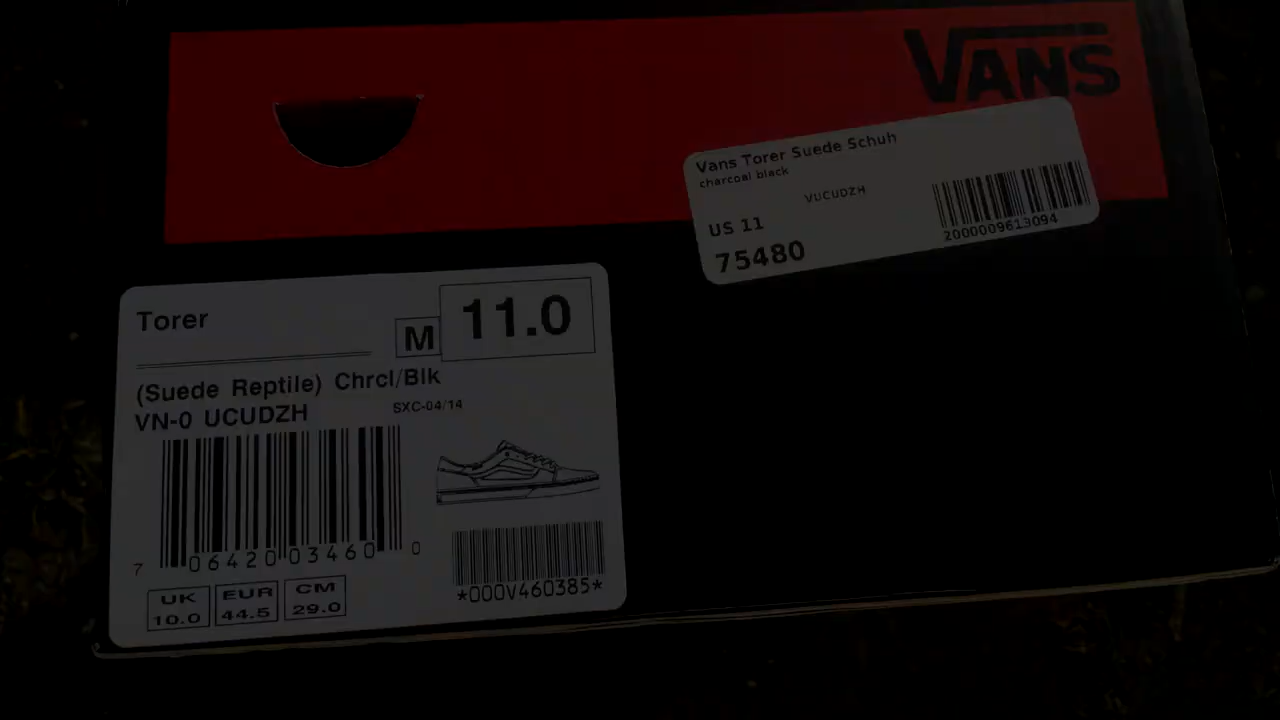 VANS
Vans Torer Suede Schuh
charcoal black
VUCUDZH
US 11
75480
2000009613094
Torer
M
11.0
(Suede Reptile) Chrcl/Blk
VN-0 UCUDZH
SXC-04/14
7 06420 03460 0
*000V460385*
UK EUR CM
10.0 44.5 29.0